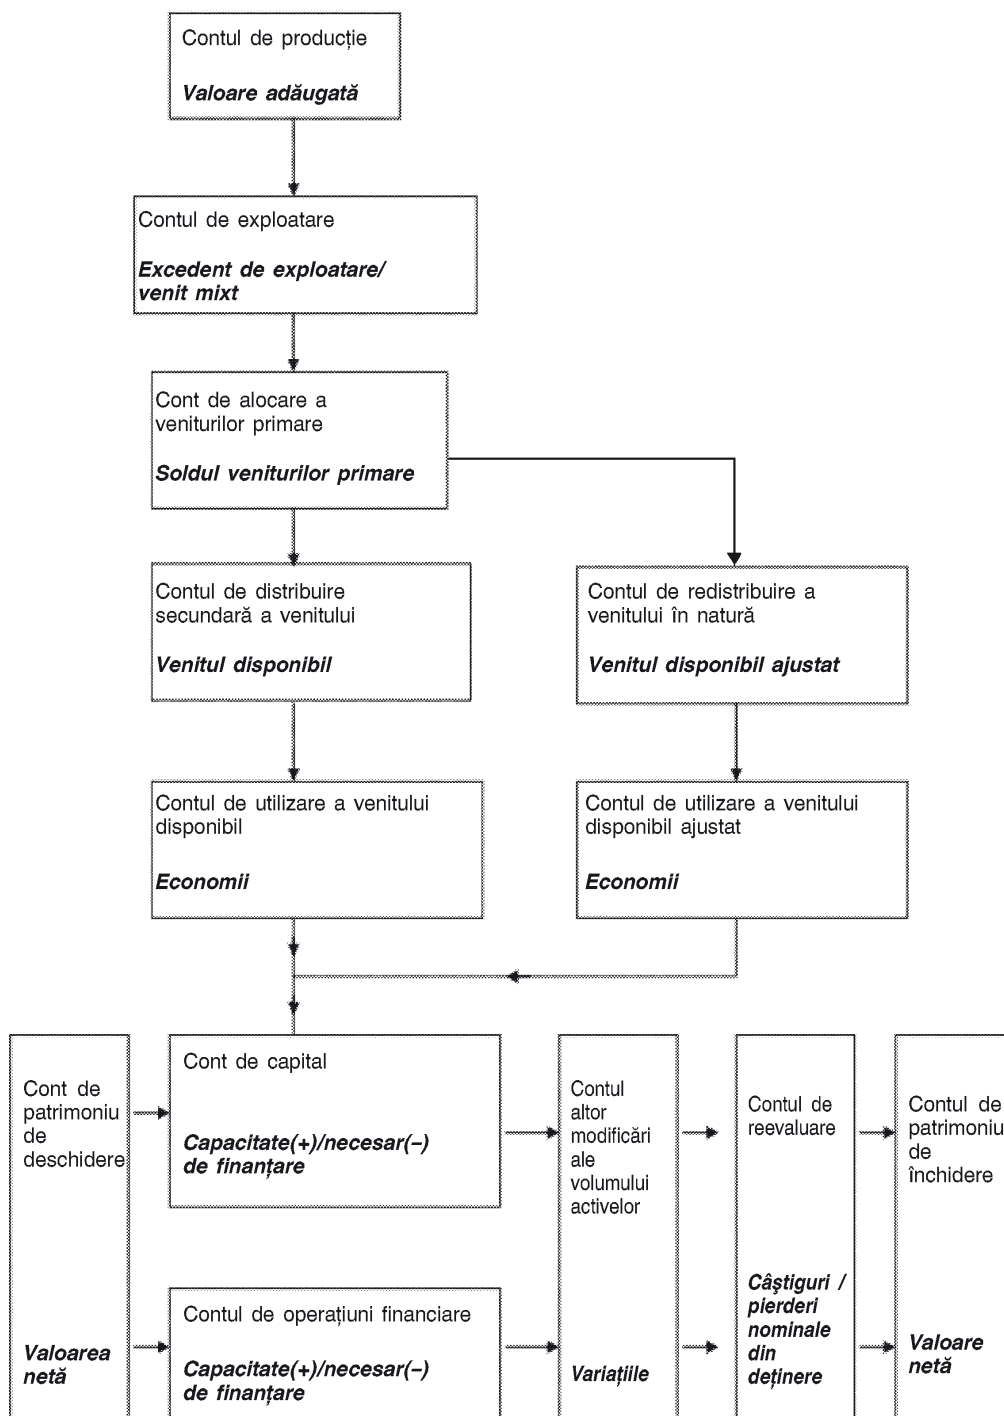 Contul de producție
Valoare adăugată
Contul de exploatare
Excedent de exploatare/
venit mixt
Cont de alocare a
veniturilor primare
Soldul veniturilor primare
Contul de distribuire
secundară a venitului
Venitul disponibil
Contul de redistribuire a
venitului în natură
Venitul disponibil ajustat
Contul de utilizare a venitului
disponibil
Economii
Contul de utilizare a venitului
disponibil ajustat
Economii
Cont de
patrimoniu
de
deschidere
Valoarea
netă
Cont de capital
Capacitate(+)/necesar(–)
de finanțare
Contul de operațiuni financiare
Capacitate(+)/necesar(–)
de finanțare
Contul
altor
modificări
ale
volumului
activelor
Variațiile
Contul de
reevaluare
Câştiguri /
pierderi
nominale
din
deținere
Contul de
patrimoniu
de
închidere
Valoare
netă